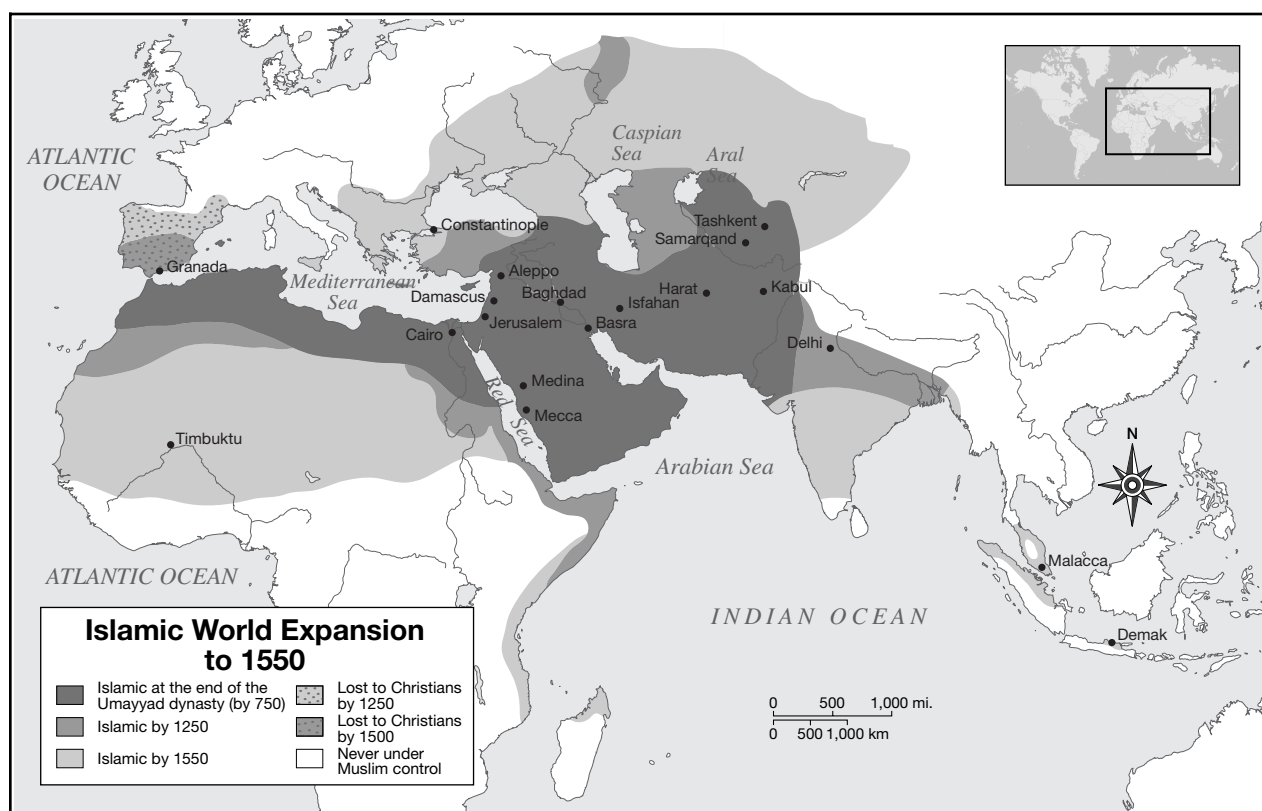 ATLANTIC
OCEAN
Caspian
Sea
Aral
Sea
Constantinople
Tashkent
Samarqand
Granada
Mediterranean
Sea
Aleppo
Damascus
Baghdad
Isfahan
Harat
Kabul
Jerusalem
Basra
Cairo
Delhi
Medina
Mecca
Red Sea
Timbuktu
Arabian Sea
N
Malacca
ATLANTIC OCEAN
INDIAN OCEAN
Demak
Islamic World Expansion
to 1550
Islamic at the end of the
Umayyad dynasty (by 750)
Islamic by 1250
Islamic by 1550
Lost to Christians
by 1250
Lost to Christians
by 1500
Never under
Muslim control
0 500 1,000 mi.
0 500 1,000 km